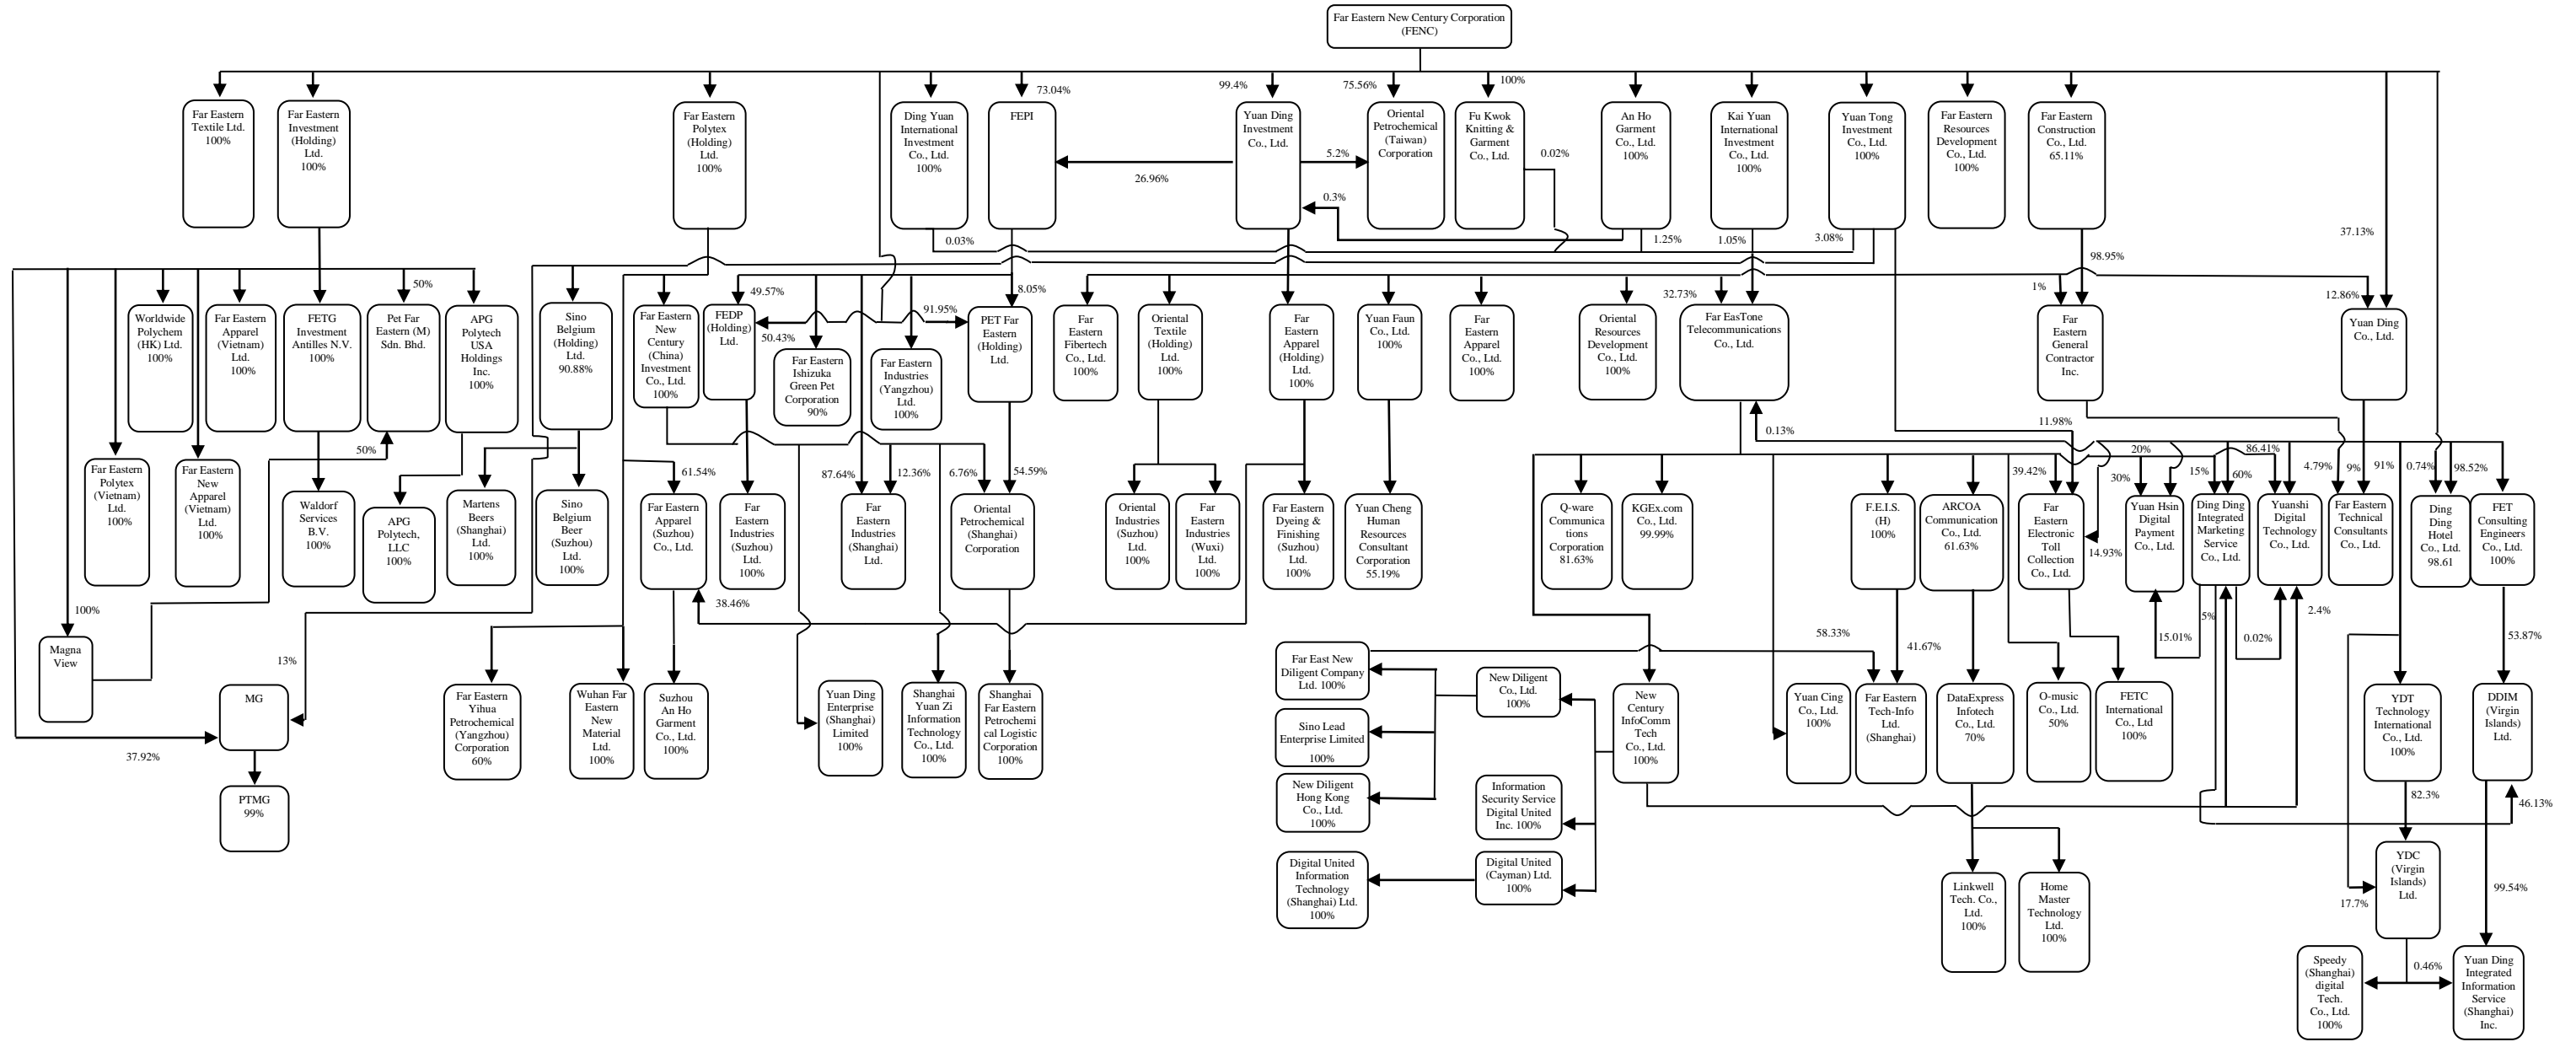 Far Eastern New Century Corporation
(FENC)
73.04%
99.4%
75.56%
100%
Far Eastern
Textile Ltd.
100%
Far Eastern
Investment
(Holding)
Ltd.
100%
Far Eastern
Polytex
(Holding)
Ltd.
100%
Ding Yuan
International
Investment
Co., Ltd.
100%
FEPI
Yuan Ding
Investment
Co., Ltd.
Oriental
Petrochemical
(Taiwan)
Corporation
Fu Kwok
Knitting &
Garment
Co., Ltd.
An Ho
Garment
Co., Ltd.
100%
Kai Yuan
International
Investment
Co., Ltd.
100%
Yuan Tong
Investment
Co., Ltd.
100%
Far Eastern
Resources
Development
Co., Ltd.
100%
Far Eastern
Construction
Co., Ltd.
65.11%
26.96%
5.2%
0.02%
0.3%
0.03%
1.25%
1.05%
3.08%
37.13%
98.95%
50%
49.57%
8.05%
91.95%
50.43%
32.73%
1%
12.86%
Worldwide
Polychem
(HK) Ltd.
100%
Far Eastern
Apparel
(Vietnam)
Ltd.
100%
FETG
Investment
Antilles N.V.
100%
Pet Far
Eastern (M)
Sdn. Bhd.
APG
Polytech
USA
Holdings
Inc.
100%
Sino
Belgium
(Holding)
Ltd.
90.88%
Far Eastern
New
Century
(China)
Investment
Co., Ltd.
100%
FEDP
(Holding)
Ltd.
Far Eastern
Ishizuka
Green Pet
Corporation
90%
Far Eastern
Industries
(Yangzhou)
Ltd.
100%
PET Far
Eastern
(Holding)
Ltd.
Far
Eastern
Fibertech
Co., Ltd.
100%
Oriental
Textile
(Holding)
Ltd.
100%
Far
Eastern
Apparel
(Holding)
Ltd.
100%
Yuan Faun
Co., Ltd.
100%
Far
Eastern
Apparel
Co., Ltd.
100%
Oriental
Resources
Development
Co., Ltd.
100%
Far EasTone
Telecommunications
Co., Ltd.
Far
Eastern
General
Contractor
Inc.
Yuan Ding
Co., Ltd.
50%
61.54%
87.64%
12.36%
6.76%
54.59%
0.13%
11.98%
39.42%
20%
30%
15%
86.41%
60%
4.79%
9%
91%
0.74%
98.52%
Far Eastern
Polytex
(Vietnam)
Ltd.
100%
Far Eastern
New
Apparel
(Vietnam)
Ltd.
100%
Waldorf
Services
B.V.
100%
APG
Polytech,
LLC
100%
Martens
Beers
(Shanghai)
Ltd.
100%
Sino
Belgium
Beer
(Suzhou)
Ltd.
100%
Far Eastern
Apparel
(Suzhou)
Co., Ltd.
Far
Eastern
Industries
(Suzhou)
Ltd.
100%
Far
Eastern
Industries
(Shanghai)
Ltd.
Oriental
Petrochemical
(Shanghai)
Corporation
Oriental
Industries
(Suzhou)
Ltd.
100%
Far
Eastern
Industries
(Wuxi)
Ltd.
100%
Far Eastern
Dyeing &
Finishing
(Suzhou)
Ltd.
100%
Yuan Cheng
Human
Resources
Consultant
Corporation
55.19%
Q-ware
Communica
tions
Corporation
81.63%
KGEx.com
Co., Ltd.
99.99%
F.E.I.S.
(H)
100%
ARCOA
Communication
Co., Ltd.
61.63%
Far
Eastern
Electronic
Toll
Collection
Co., Ltd.
14.93%
Yuan Hsin
Digital
Payment
Co., Ltd.
Ding Ding
Integrated
Marketing
Service
Co., Ltd.
Yuanshi
Digital
Technology
Co., Ltd.
Far Eastern
Technical
Consultants
Co., Ltd.
Ding
Ding
Hotel
Co., Ltd.
98.61
FET
Consulting
Engineers
Co., Ltd.
100%
100%
13%
37.92%
38.46%
58.33%
41.67%
15.01%
5%
0.02%
2.4%
53.87%
Magna
View
MG
PTMG
99%
Far Eastern
Yihua
Petrochemical
(Yangzhou)
Corporation
60%
Wuhan Far
Eastern
New
Material
Ltd.
100%
Suzhou
An Ho
Garment
Co., Ltd.
100%
Yuan Ding
Enterprise
(Shanghai)
Limited
100%
Shanghai
Yuan Zi
Information
Technology
Co., Ltd.
100%
Shanghai
Far Eastern
Petrochemi
cal Logistic
Corporation
100%
Far East New
Diligent Company
Ltd. 100%
Sino Lead
Enterprise Limited
100%
New Diligent
Hong Kong
Co., Ltd.
100%
Digital United
Information
Technology
(Shanghai) Ltd.
100%
New Diligent
Co., Ltd.
100%
Information
Security Service
Digital United
Inc. 100%
Digital United
(Cayman) Ltd.
100%
New
Century
InfoComm
Tech
Co., Ltd.
100%
Yuan Cing
Co., Ltd.
100%
Far Eastern
Tech-Info
Ltd.
(Shanghai)
DataExpress
Infotech
Co., Ltd.
70%
O-music
Co., Ltd.
50%
FETC
International
Co., Ltd
100%
YDT
Technology
International
Co., Ltd.
100%
DDIM
(Virgin
Islands)
Ltd.
82.3%
46.13%
YDC
(Virgin
Islands)
Ltd.
17.7%
99.54%
Linkwell
Tech. Co.,
Ltd.
100%
Home
Master
Technology
Ltd.
100%
0.46%
Speedy
(Shanghai)
digital
Tech.
Co., Ltd.
100%
Yuan Ding
Integrated
Information
Service
(Shanghai)
Inc.